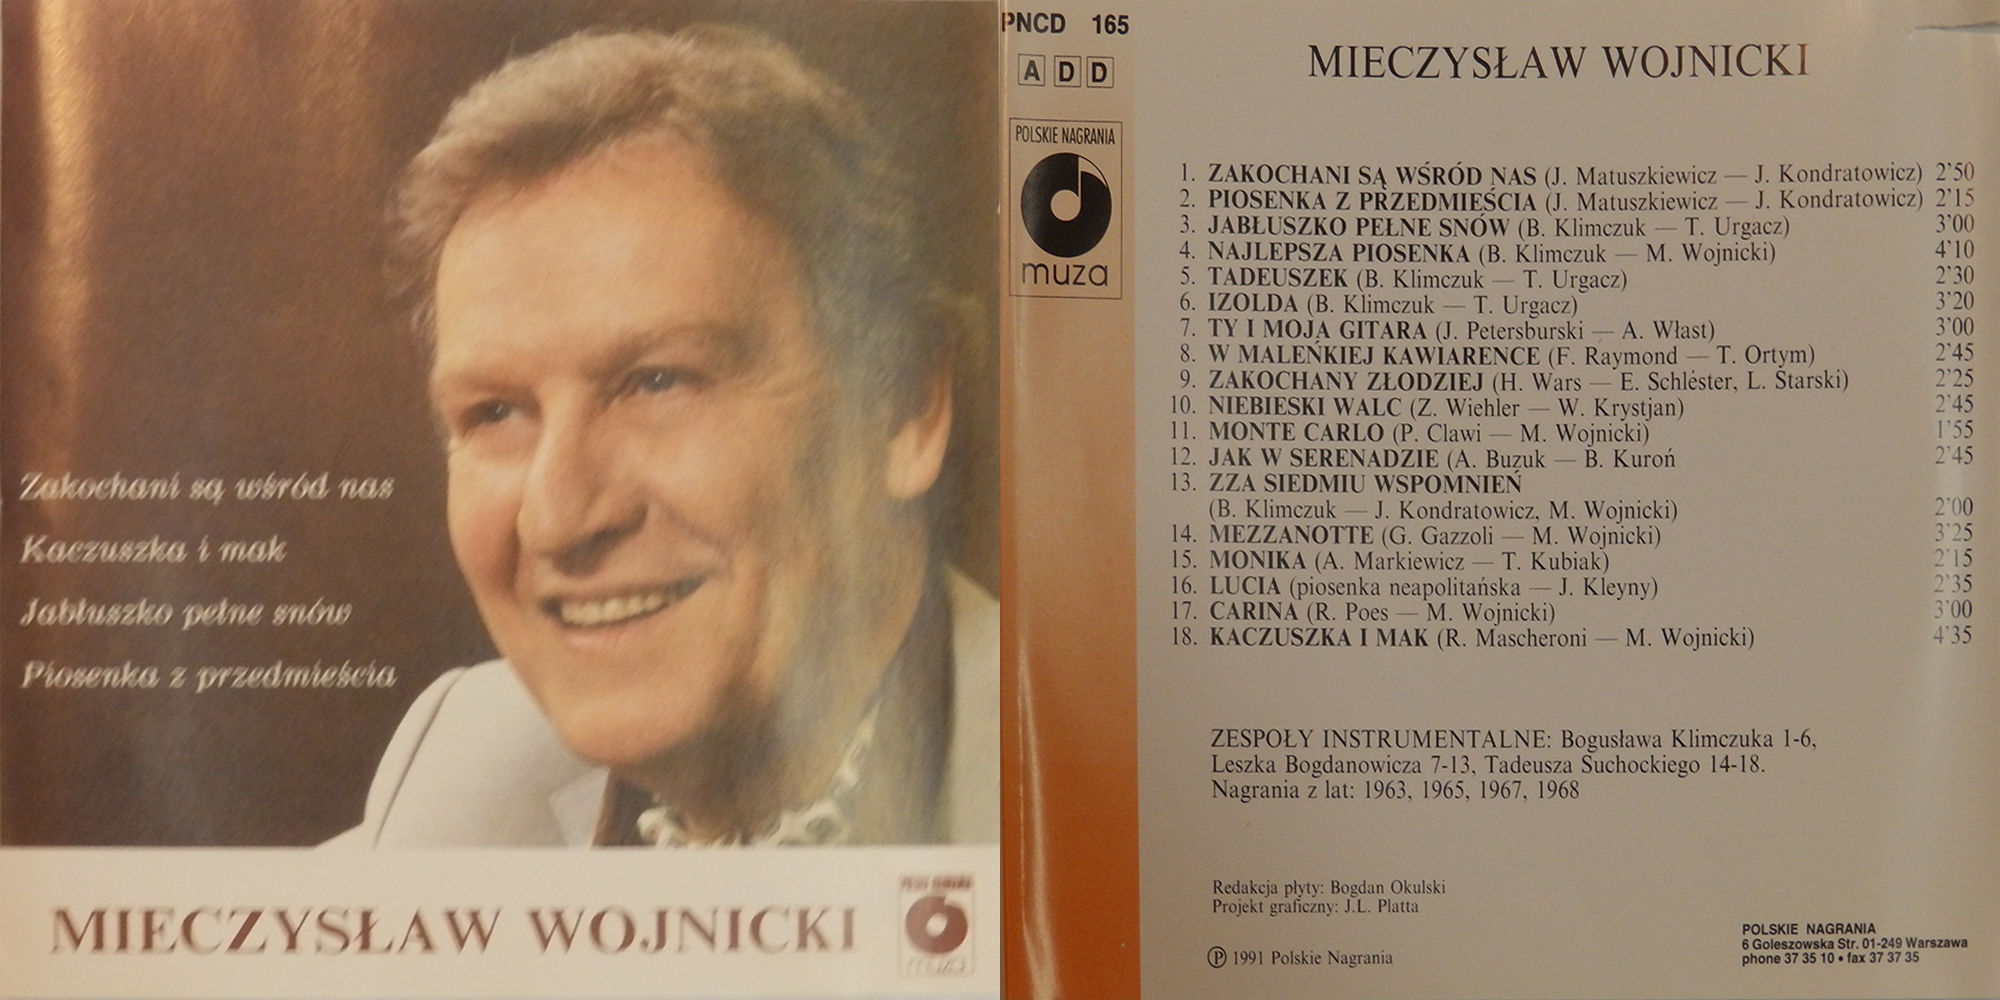 Zakochani są wśród nas
Kaczuszka i mak
Jabłuszko pełne snów
Piosenka z przedmieścia
MIECZYSŁAW WOJNICKI
muza
PNCD 165
A D D
POLSKIE NAGRANIA
muza
MIECZYSŁAW WOJNICKI
1. ZAKOCHANI SĄ WŚRÓD NAS (J. Matuszkiewicz — J. Kondratowicz) 2'50
2. PIOSENKA Z PRZEDMIEŚCIA (J. Matuszkiewicz — J. Kondratowicz) 2'15
3. JABŁUSZKO PEŁNE SNÓW (B. Klimczuk — T. Urgacz) 3'00
4. NAJLEPSZA PIOSENKA (B. Klimczuk — M. Wojnicki) 4'10
5. TADEUSZEK (B. Klimczuk — T. Urgacz) 2'30
6. IZOLDA (B. Klimczuk — T. Urgacz) 3'20
7. TY I MOJA GITARA (J. Petersburski — A. Włast) 3'00
8. W MALEŃKIEJ KAWIARENCE (F. Raymond — T. Ortym) 2'45
9. ZAKOCHANY ZŁODZIEJ (H. Wars — E. Schlester, L. Starski) 2'25
10. NIEBIESKI WALC (Z. Wiehler — W. Krystjan) 2'45
11. MONTE CARLO (P. Clawi — M. Wojnicki) 1'55
12. JAK W SERENADZIE (A. Buzuk — B. Kuroń 2'45
13. ZZA SIEDMIU WSPOMNIEŃ
(B. Klimczuk — J. Kondratowicz, M. Wojnicki) 2'00
14. MEZZANOTTE (G. Gazzoli — M. Wojnicki) 3'25
15. MONIKA (A. Markiewicz — T. Kubiak) 2'15
16. LUCIA (piosenka neapolitańska — J. Kleyny) 2'35
17. CARINA (R. Poes — M. Wojnicki) 3'00
18. KACZUSZKA I MAK (R. Mascheroni — M. Wojnicki) 4'35
ZESPOŁY INSTRUMENTALNE: Bogusława Klimczuka 1-6,
Leszka Bogdanowicza 7-13, Tadeusza Suchockiego 14-18.
Nagrania z lat: 1963, 1965, 1967, 1968
Redakcja płyty: Bogdan Okulski
Projekt graficzny: J.L. Platta
Ⓟ 1991 Polskie Nagrania
POLSKIE NAGRANIA
6 Goleszowska Str. 01-249 Warszawa
phone 37 35 10 • fax 37 37 35